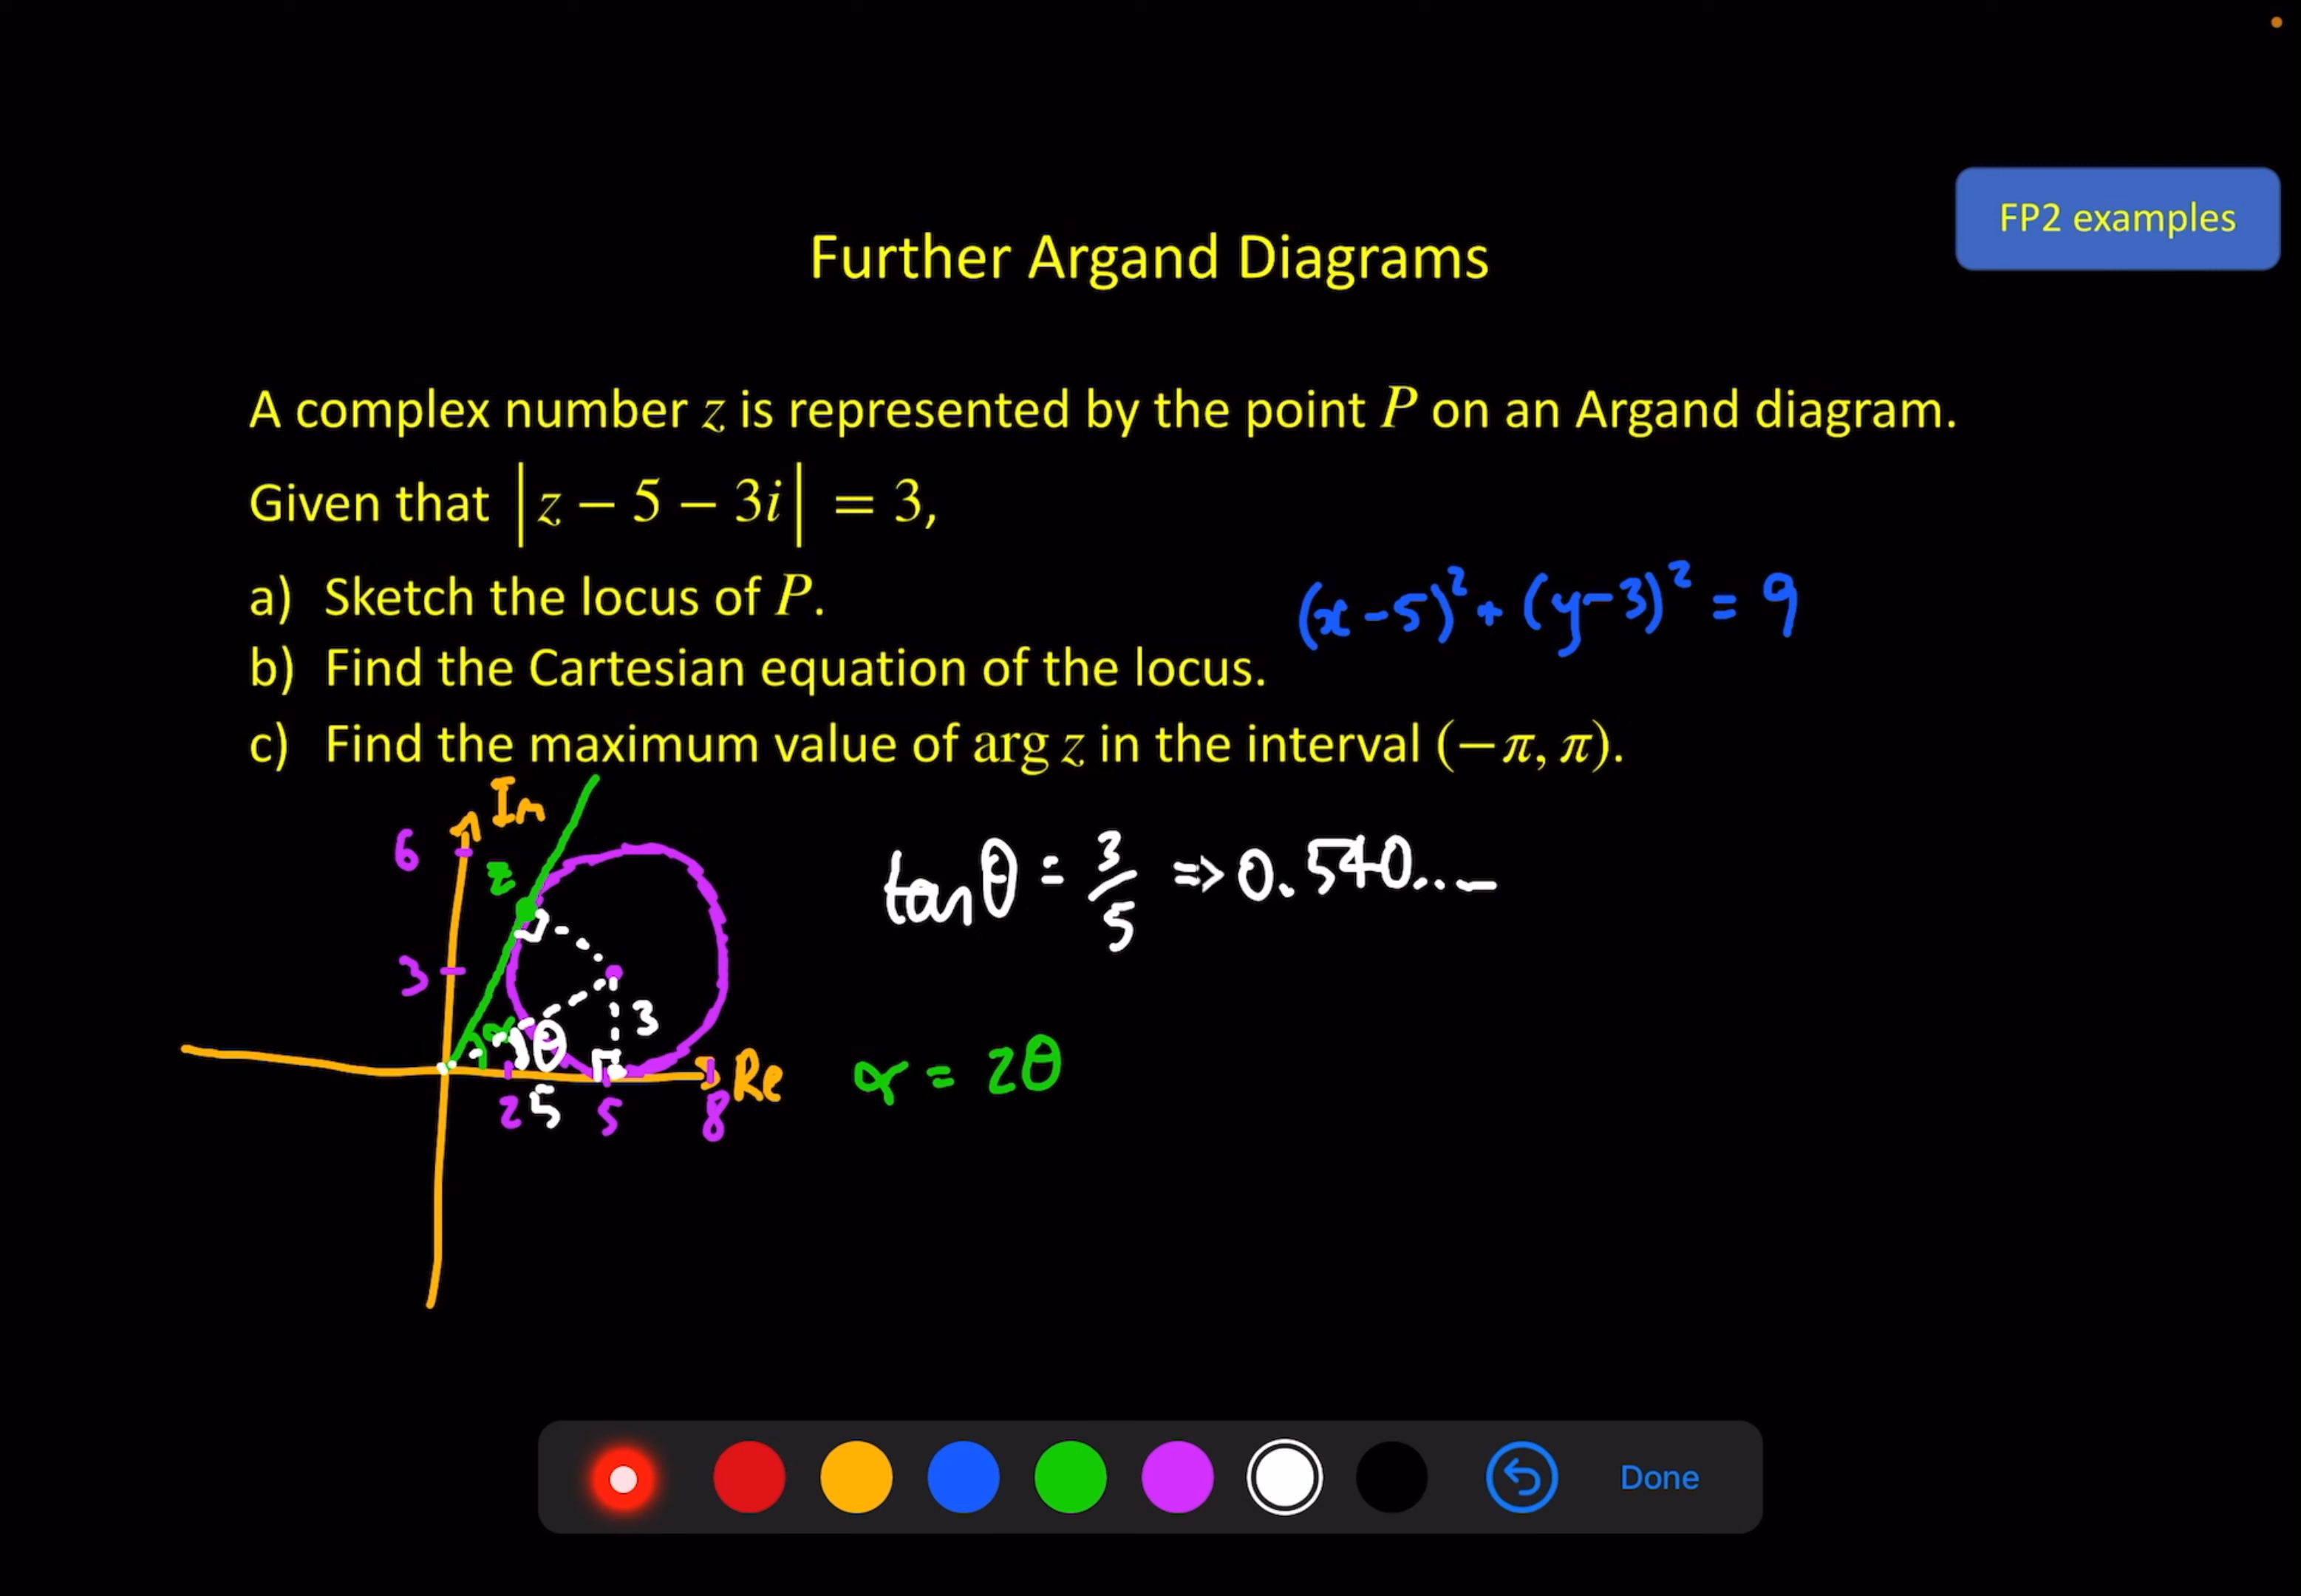 FP2 examples
Further Argand Diagrams
A complex number z is represented by the point P on an Argand diagram.
Given that |z − 5 − 3i| = 3,
a) Sketch the locus of P.
(x-5)² + (y-3)² = 9
b) Find the Cartesian equation of the locus.
c) Find the maximum value of arg z in the interval (−π, π).
Im
6
z
tanθ = 3/5 => 0.540...
3
3
α
θ
Re
α = 2θ
2 5 5 8
Done